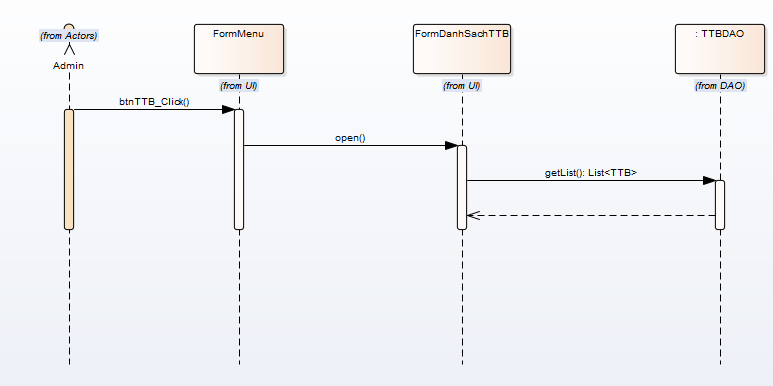 (from Actors)
Admin
FormMenu
(from UI)
FormDanhSachTTB
(from UI)
: TTBDAO
(from DAO)
btnTTB_Click()
open()
getList(): List<TTB>